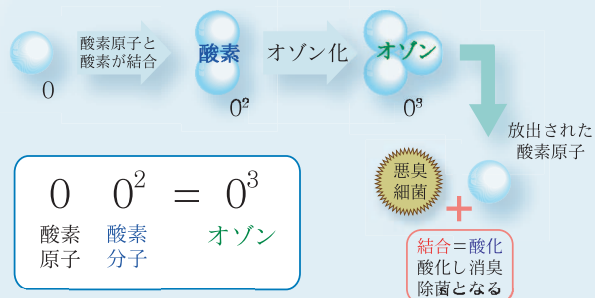 酸素原子と
酸素が結合
酸素
オゾン化
オゾン
0
0²
0³
放出された
酸素原子
悪臭
細菌
+
0 0² = 0³
酸素
原子
酸素
分子
オゾン
結合＝酸化
酸化し消臭
除菌となる